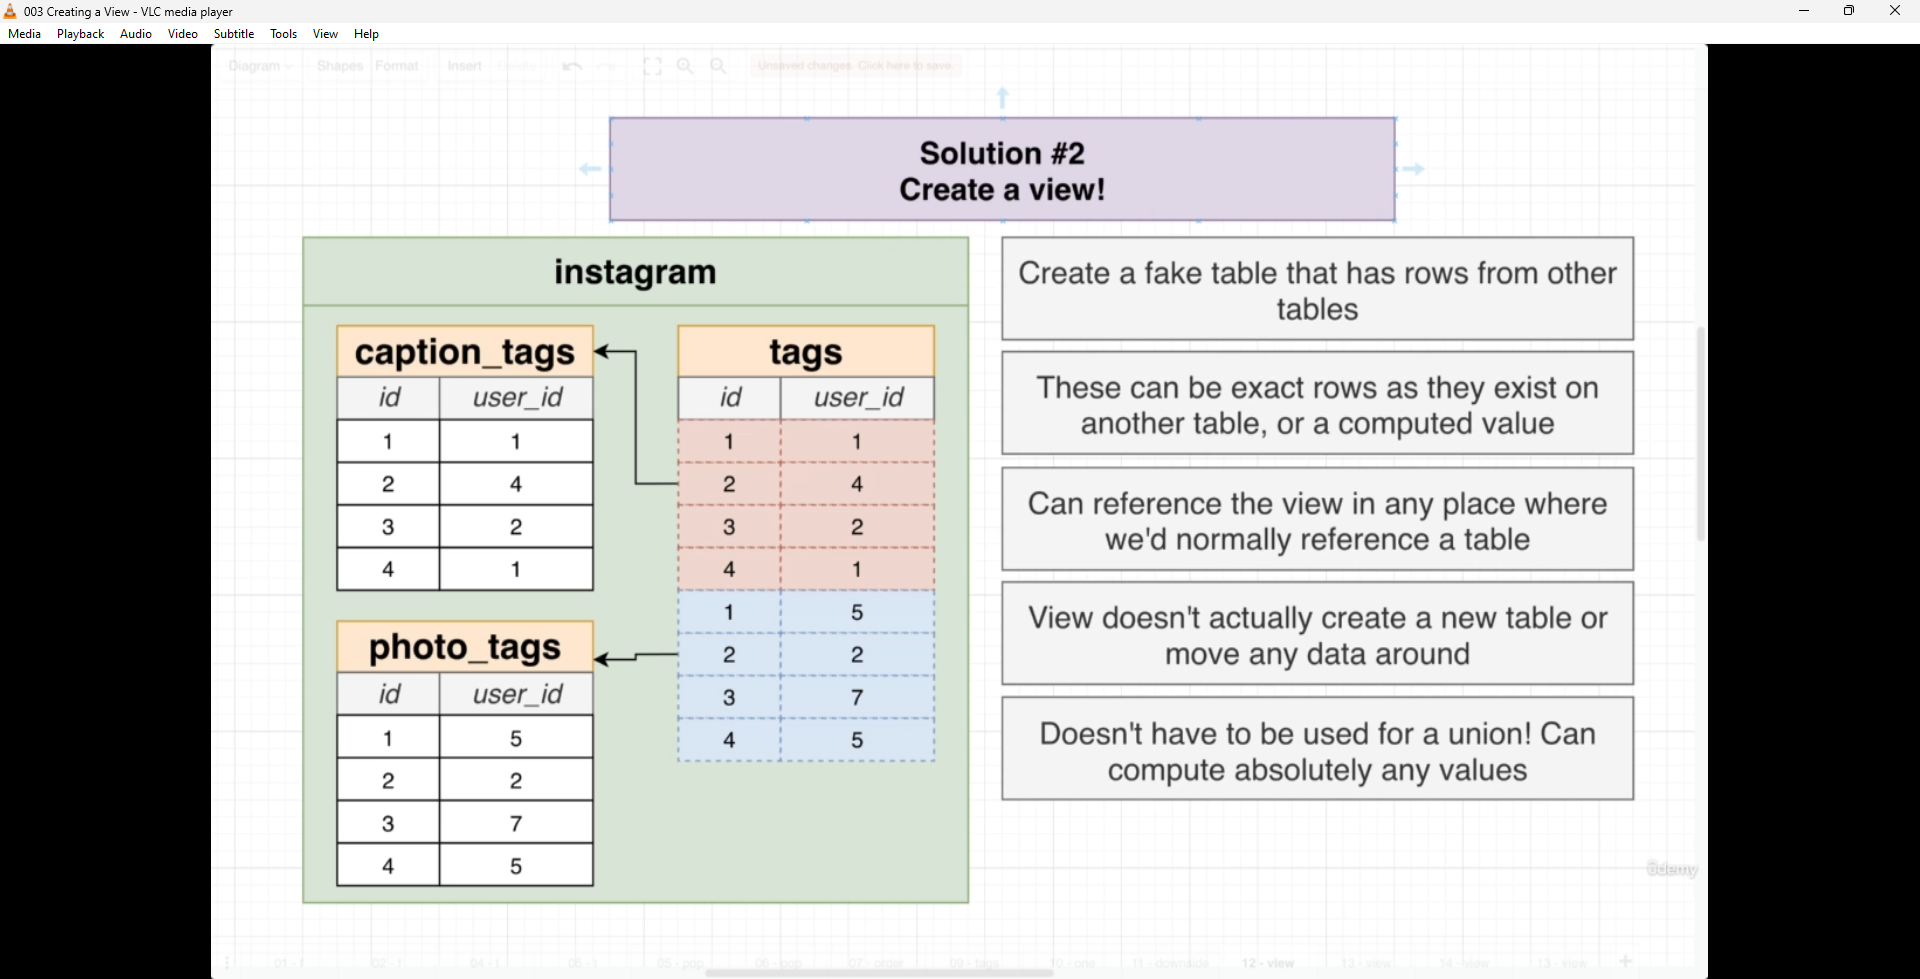 003 Creating a View - VLC media player
Media Playback Audio Video Subtitle Tools View Help
Diagram Shapes Format Insert Unsaved changes. Click here to save.
Solution #2
Create a view!
instagram
caption_tags
id user_id
1 1
2 4
3 2
4 1
photo_tags
id user_id
1 5
2 2
3 7
4 5
tags
id user_id
1 1
2 4
3 2
4 1
1 5
2 2
3 7
4 5
Create a fake table that has rows from other
tables
These can be exact rows as they exist on
another table, or a computed value
Can reference the view in any place where
we'd normally reference a table
View doesn't actually create a new table or
move any data around
Doesn't have to be used for a union! Can
compute absolutely any values
ûdemy
12 - view